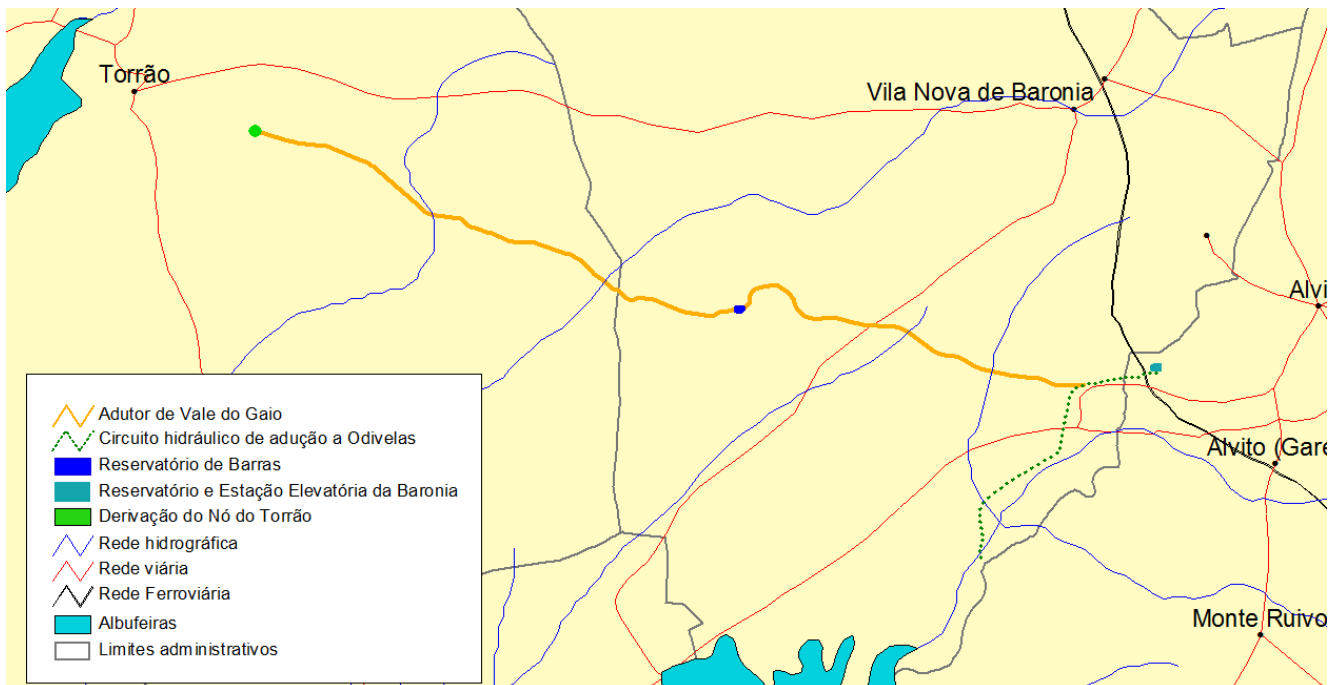 Torrão
Vila Nova de Baronia
Alvi
Adutor de Vale do Gaio
Circuito hidráulico de adução a Odivelas
Reservatório de Barras
Reservatório e Estação Elevatória da Baronia
Derivação do Nó do Torrão
Rede hidrográfica
Rede viária
Rede Ferroviária
Albufeiras
Limites administrativos
Alvito (Gare
Monte Ruivo